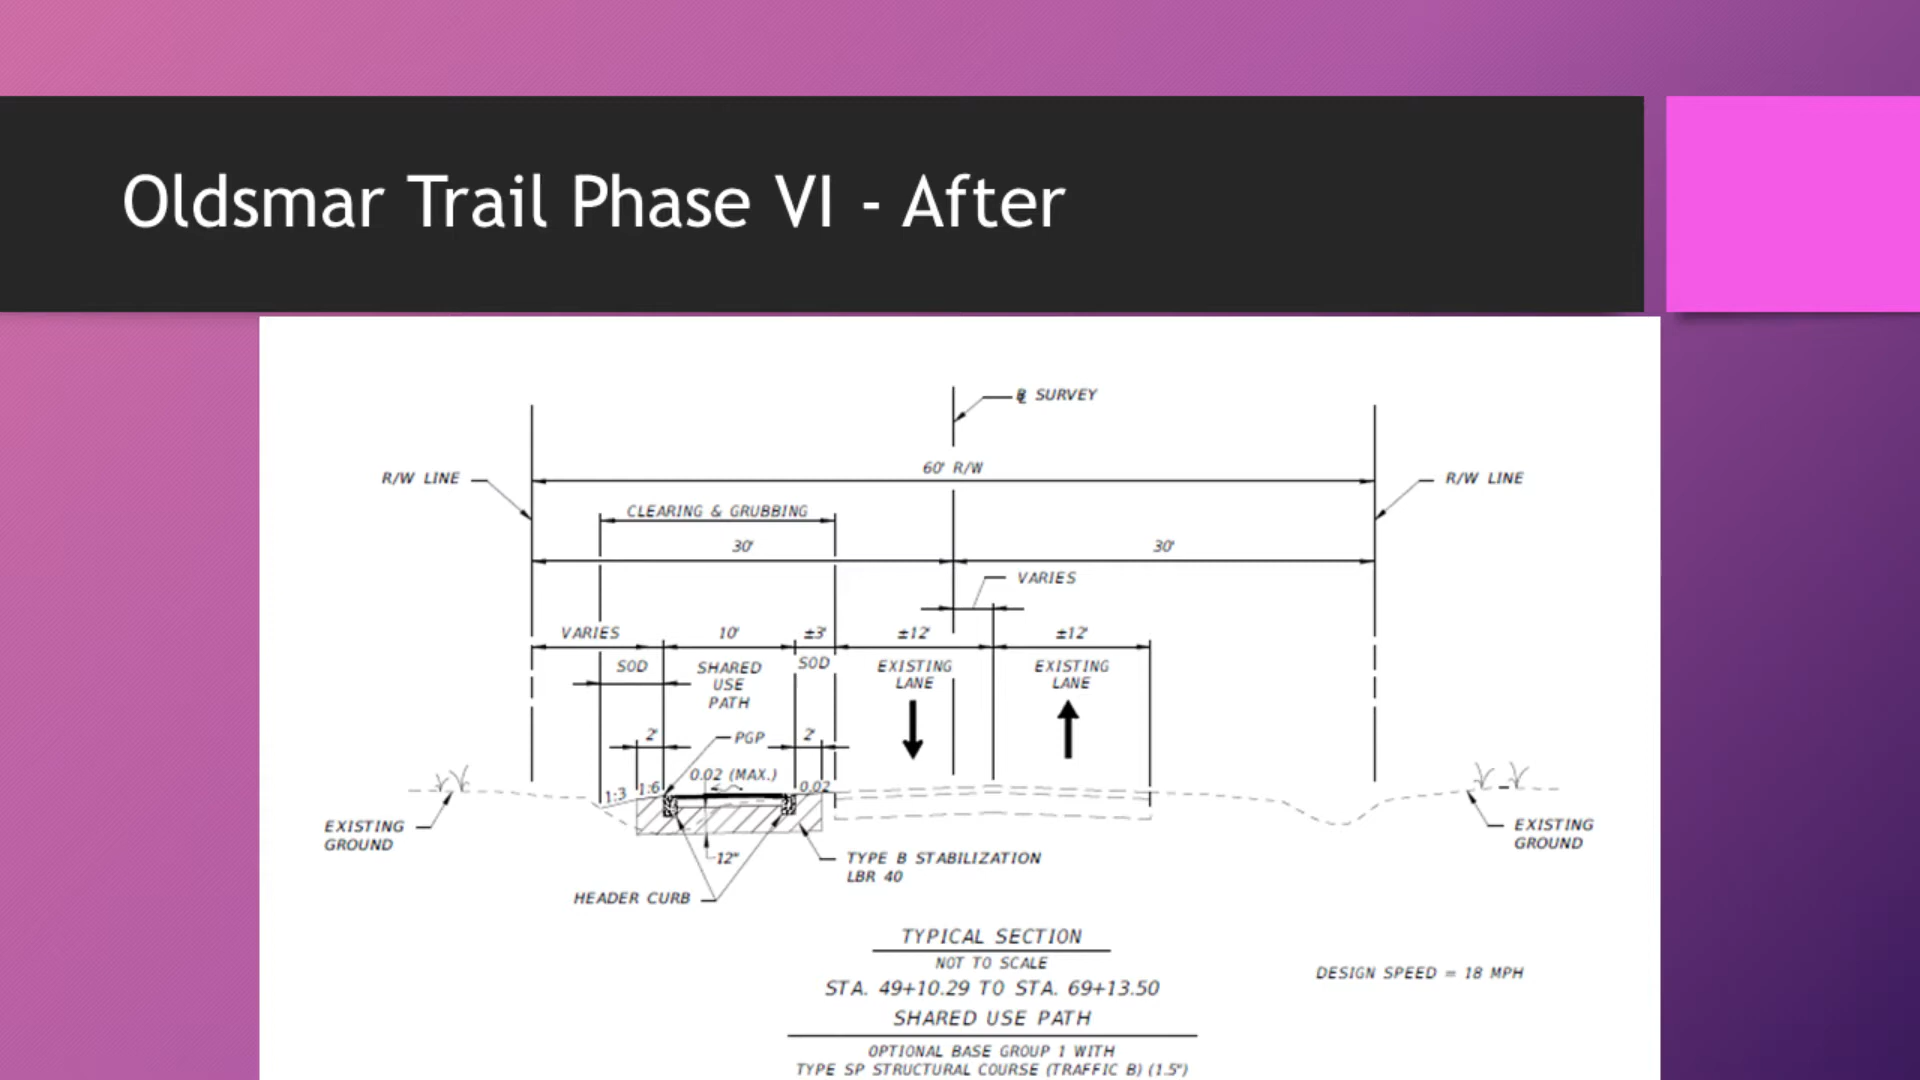 Oldsmar Trail Phase VI - After
SURVEY
60' R/W
R/W LINE
R/W LINE
CLEARING & GRUBBING
30'
30'
VARIES
VARIES
10'
±3'
±12'
±12'
SOD
SHARED
USE
PATH
SOD
EXISTING
LANE
EXISTING
LANE
2'
PGP
2'
0.02 (MAX.)
1:3
1:6
0.02
EXISTING
GROUND
EXISTING
GROUND
12"
TYPE B STABILIZATION
LBR 40
HEADER CURB
TYPICAL SECTION
NOT TO SCALE
DESIGN SPEED = 18 MPH
STA. 49+10.29 TO STA. 69+13.50
SHARED USE PATH
OPTIONAL BASE GROUP 1 WITH
TYPE SP STRUCTURAL COURSE (TRAFFIC B) (1.5")